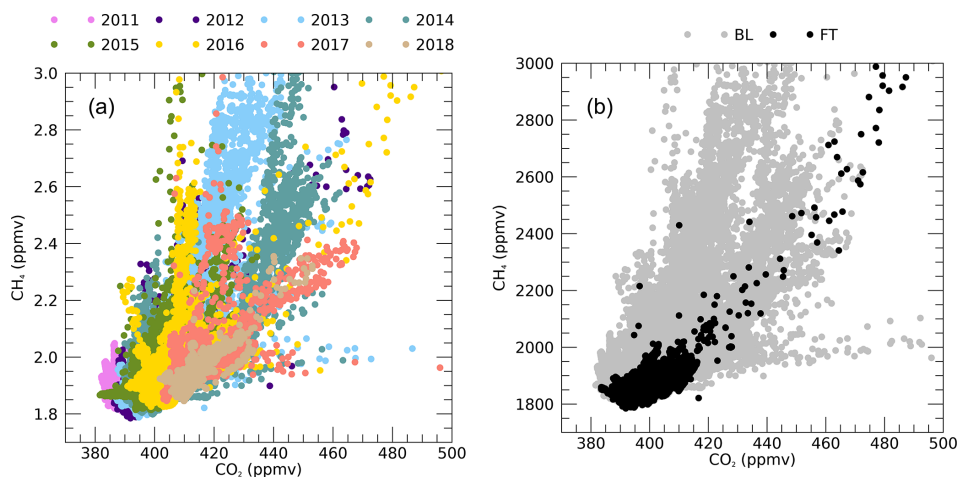 2011 2012 2013 2014
2015 2016 2017 2018
(a)
3.0
2.8
2.6
2.4
2.2
2.0
1.8
CH₄ (ppmv)
380 400 420 440 460 480 500
CO₂ (ppmv)
BL FT
(b)
3000
2800
2600
2400
2200
2000
1800
CH₄ (ppmv)
380 400 420 440 460 480 500
CO₂ (ppmv)